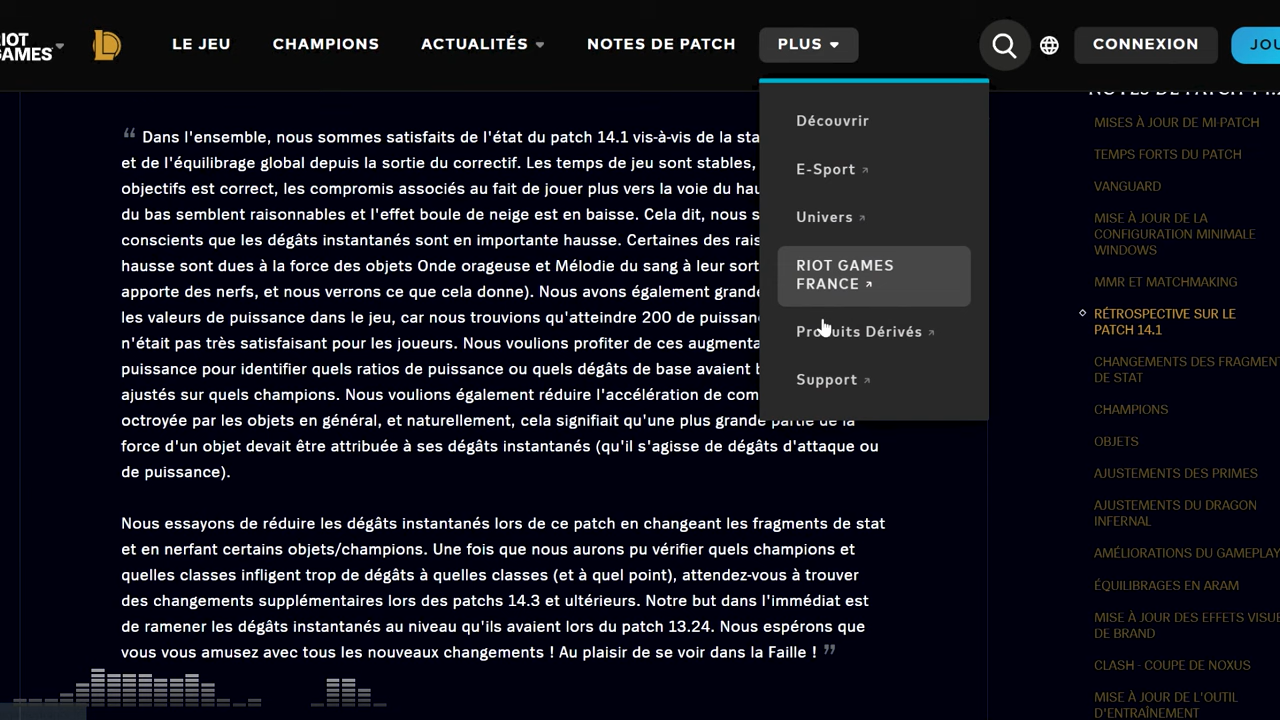 RIOT
GAMES
LE JEU
CHAMPIONS
ACTUALITÉS
NOTES DE PATCH
PLUS
CONNEXION
Découvrir
E-Sport
Univers
RIOT GAMES
FRANCE
Produits Dérivés
Support
“ Dans l'ensemble, nous sommes satisfaits de l'état du patch 14.1 vis-à-vis de la
et de l'équilibrage global depuis la sortie du correctif. Les temps de jeu sont stables,
objectifs est correct, les compromis associés au fait de jouer plus vers la voie du
du bas semblent raisonnables et l'effet boule de neige est en baisse. Cela dit, nous
conscients que les dégâts instantanés sont en importante hausse. Certaines des
hausse sont dues à la force des objets Onde orageuse et Mélodie du sang à leur
apporte des nerfs, et nous verrons ce que cela donne). Nous avons également
les valeurs de puissance dans le jeu, car nous trouvions qu'atteindre 200 de
n'était pas très satisfaisant pour les joueurs. Nous voulions profiter de ces
puissance pour identifier quels ratios de puissance ou quels dégâts de base avaient
ajustés sur quels champions. Nous voulions également réduire l'accélération de
octroyée par les objets en général, et naturellement, cela signifiait qu'une plus grande partie de la
force d'un objet devait être attribuée à ses dégâts instantanés (qu'il s'agisse de dégâts d'attaque ou
de puissance).
Nous essayons de réduire les dégâts instantanés lors de ce patch en changeant les fragments de stat
et en nerfant certains objets/champions. Une fois que nous aurons pu vérifier quels champions et
quelles classes infligent trop de dégâts à quelles classes (et à quel point), attendez-vous à trouver
des changements supplémentaires lors des patchs 14.3 et ultérieurs. Notre but dans l'immédiat est
de ramener les dégâts instantanés au niveau qu'ils avaient lors du patch 13.24. Nous espérons que
vous vous amusez avec tous les nouveaux changements ! Au plaisir de se voir dans la Faille ! ”
MISES À JOUR DE MI-PATCH
TEMPS FORTS DU PATCH
VANGUARD
MISE À JOUR DE LA
CONFIGURATION MINIMALE
WINDOWS
MMR ET MATCHMAKING
RÉTROSPECTIVE SUR LE
PATCH 14.1
CHANGEMENTS DES FRAGMENT
DE STAT
CHAMPIONS
OBJETS
AJUSTEMENTS DES PRIMES
AJUSTEMENTS DU DRAGON
INFERNAL
AMÉLIORATIONS DU GAMEPLAY
ÉQUILIBRAGES EN ARAM
MISE À JOUR DES EFFETS VISUE
DE BRAND
CLASH - COUPE DE NOXUS
MISE À JOUR DE L'OUTIL
D'ENTRAÎNEMENT